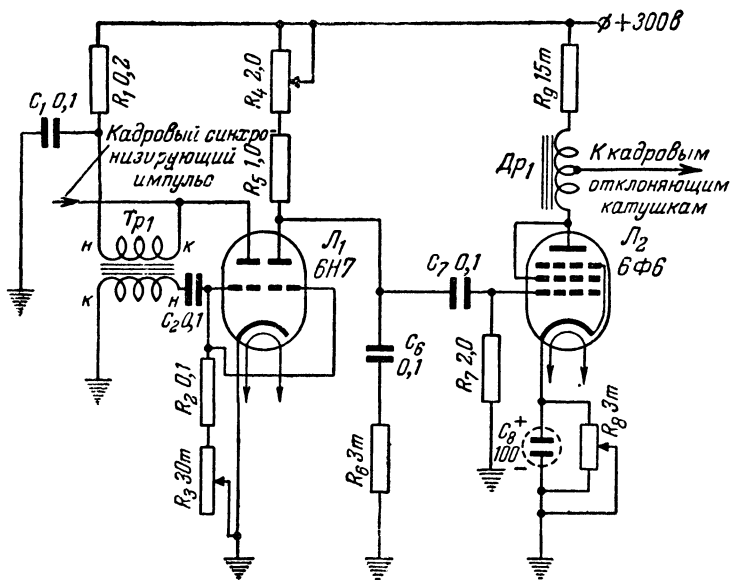 +300в
R₁ 0,2
C₁ 0,1
R₄ 2,0
R₅ 1,0
R₉ 15т
Кадровый синхро-
низирующий
импульс
Др₁
К кадровым
отклоняющим
катушкам
Тр₁
н
к
к
н
Л₁
6Н7
Л₂
6Ф6
C₂ 0,1
C₇ 0,1
C₆
0,1
R₂ 0,1
R₃ 30т
R₆ 3т
R₇ 2,0
C₈
100
+
−
R₈ 3т